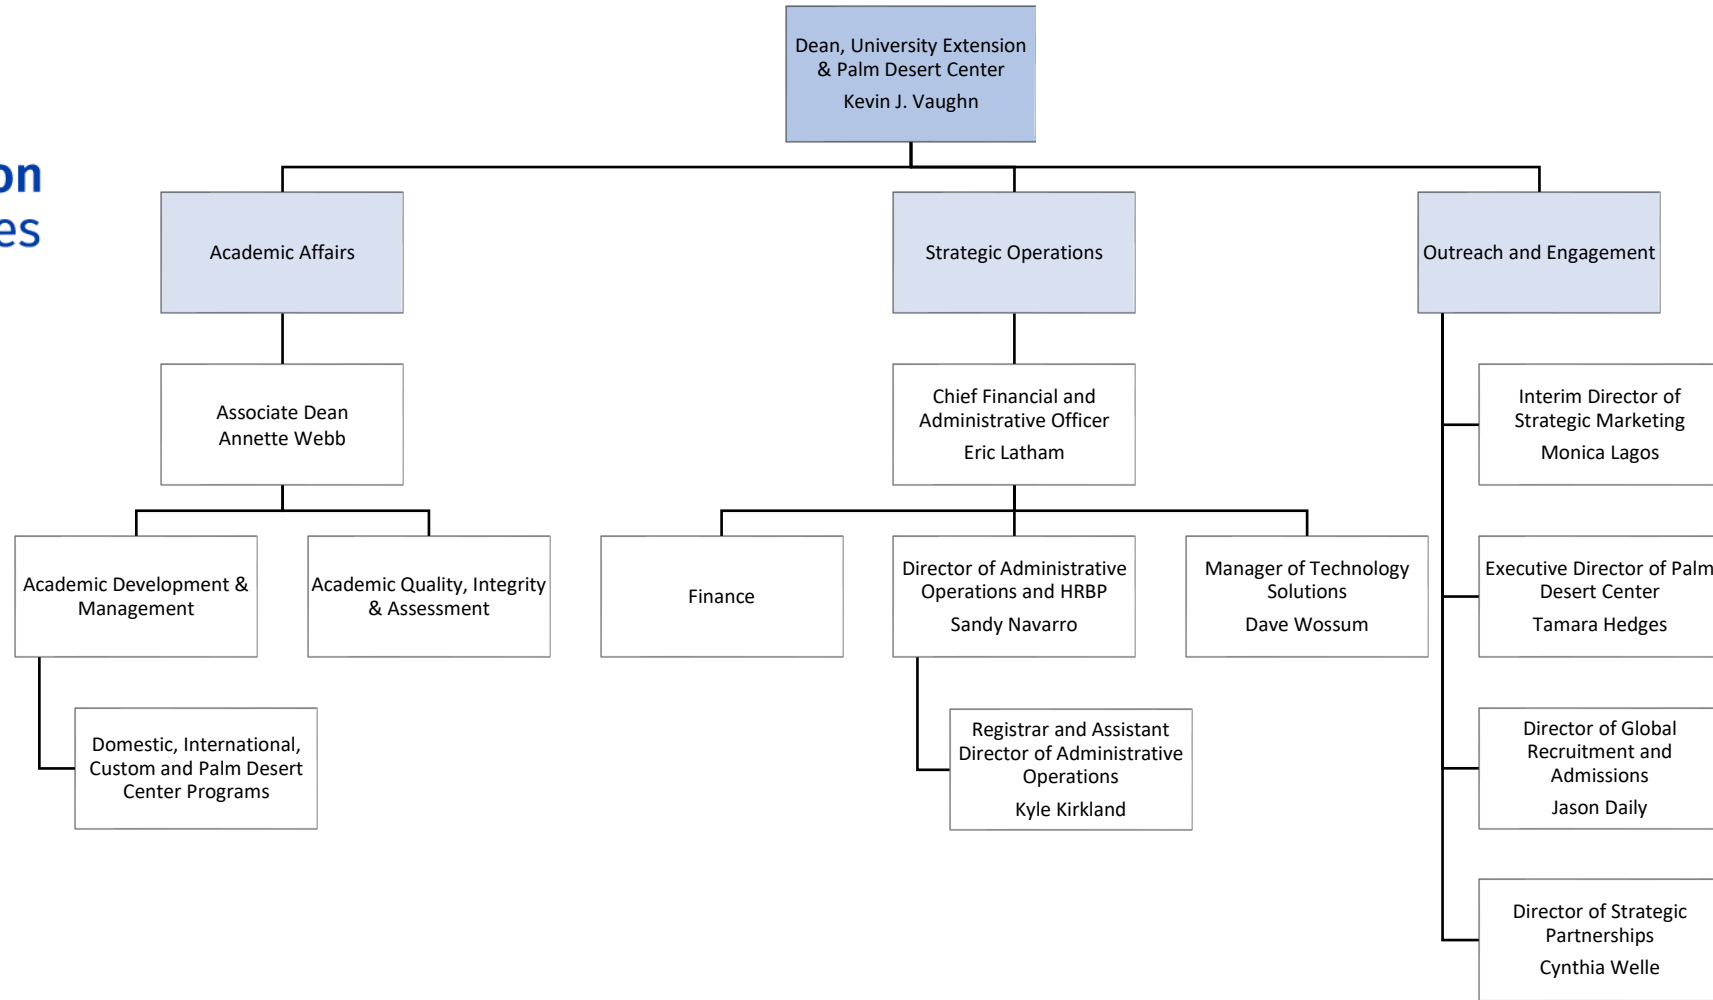 Dean, University Extension
& Palm Desert Center
Kevin J. Vaughn
on
es
Academic Affairs
Strategic Operations
Outreach and Engagement
Associate Dean
Annette Webb
Chief Financial and
Administrative Officer
Eric Latham
Interim Director of
Strategic Marketing
Monica Lagos
Academic Development &
Management
Academic Quality, Integrity
& Assessment
Finance
Director of Administrative
Operations and HRBP
Sandy Navarro
Manager of Technology
Solutions
Dave Wossum
Executive Director of Palm
Desert Center
Tamara Hedges
Domestic, International,
Custom and Palm Desert
Center Programs
Registrar and Assistant
Director of Administrative
Operations
Kyle Kirkland
Director of Global
Recruitment and
Admissions
Jason Daily
Director of Strategic
Partnerships
Cynthia Welle